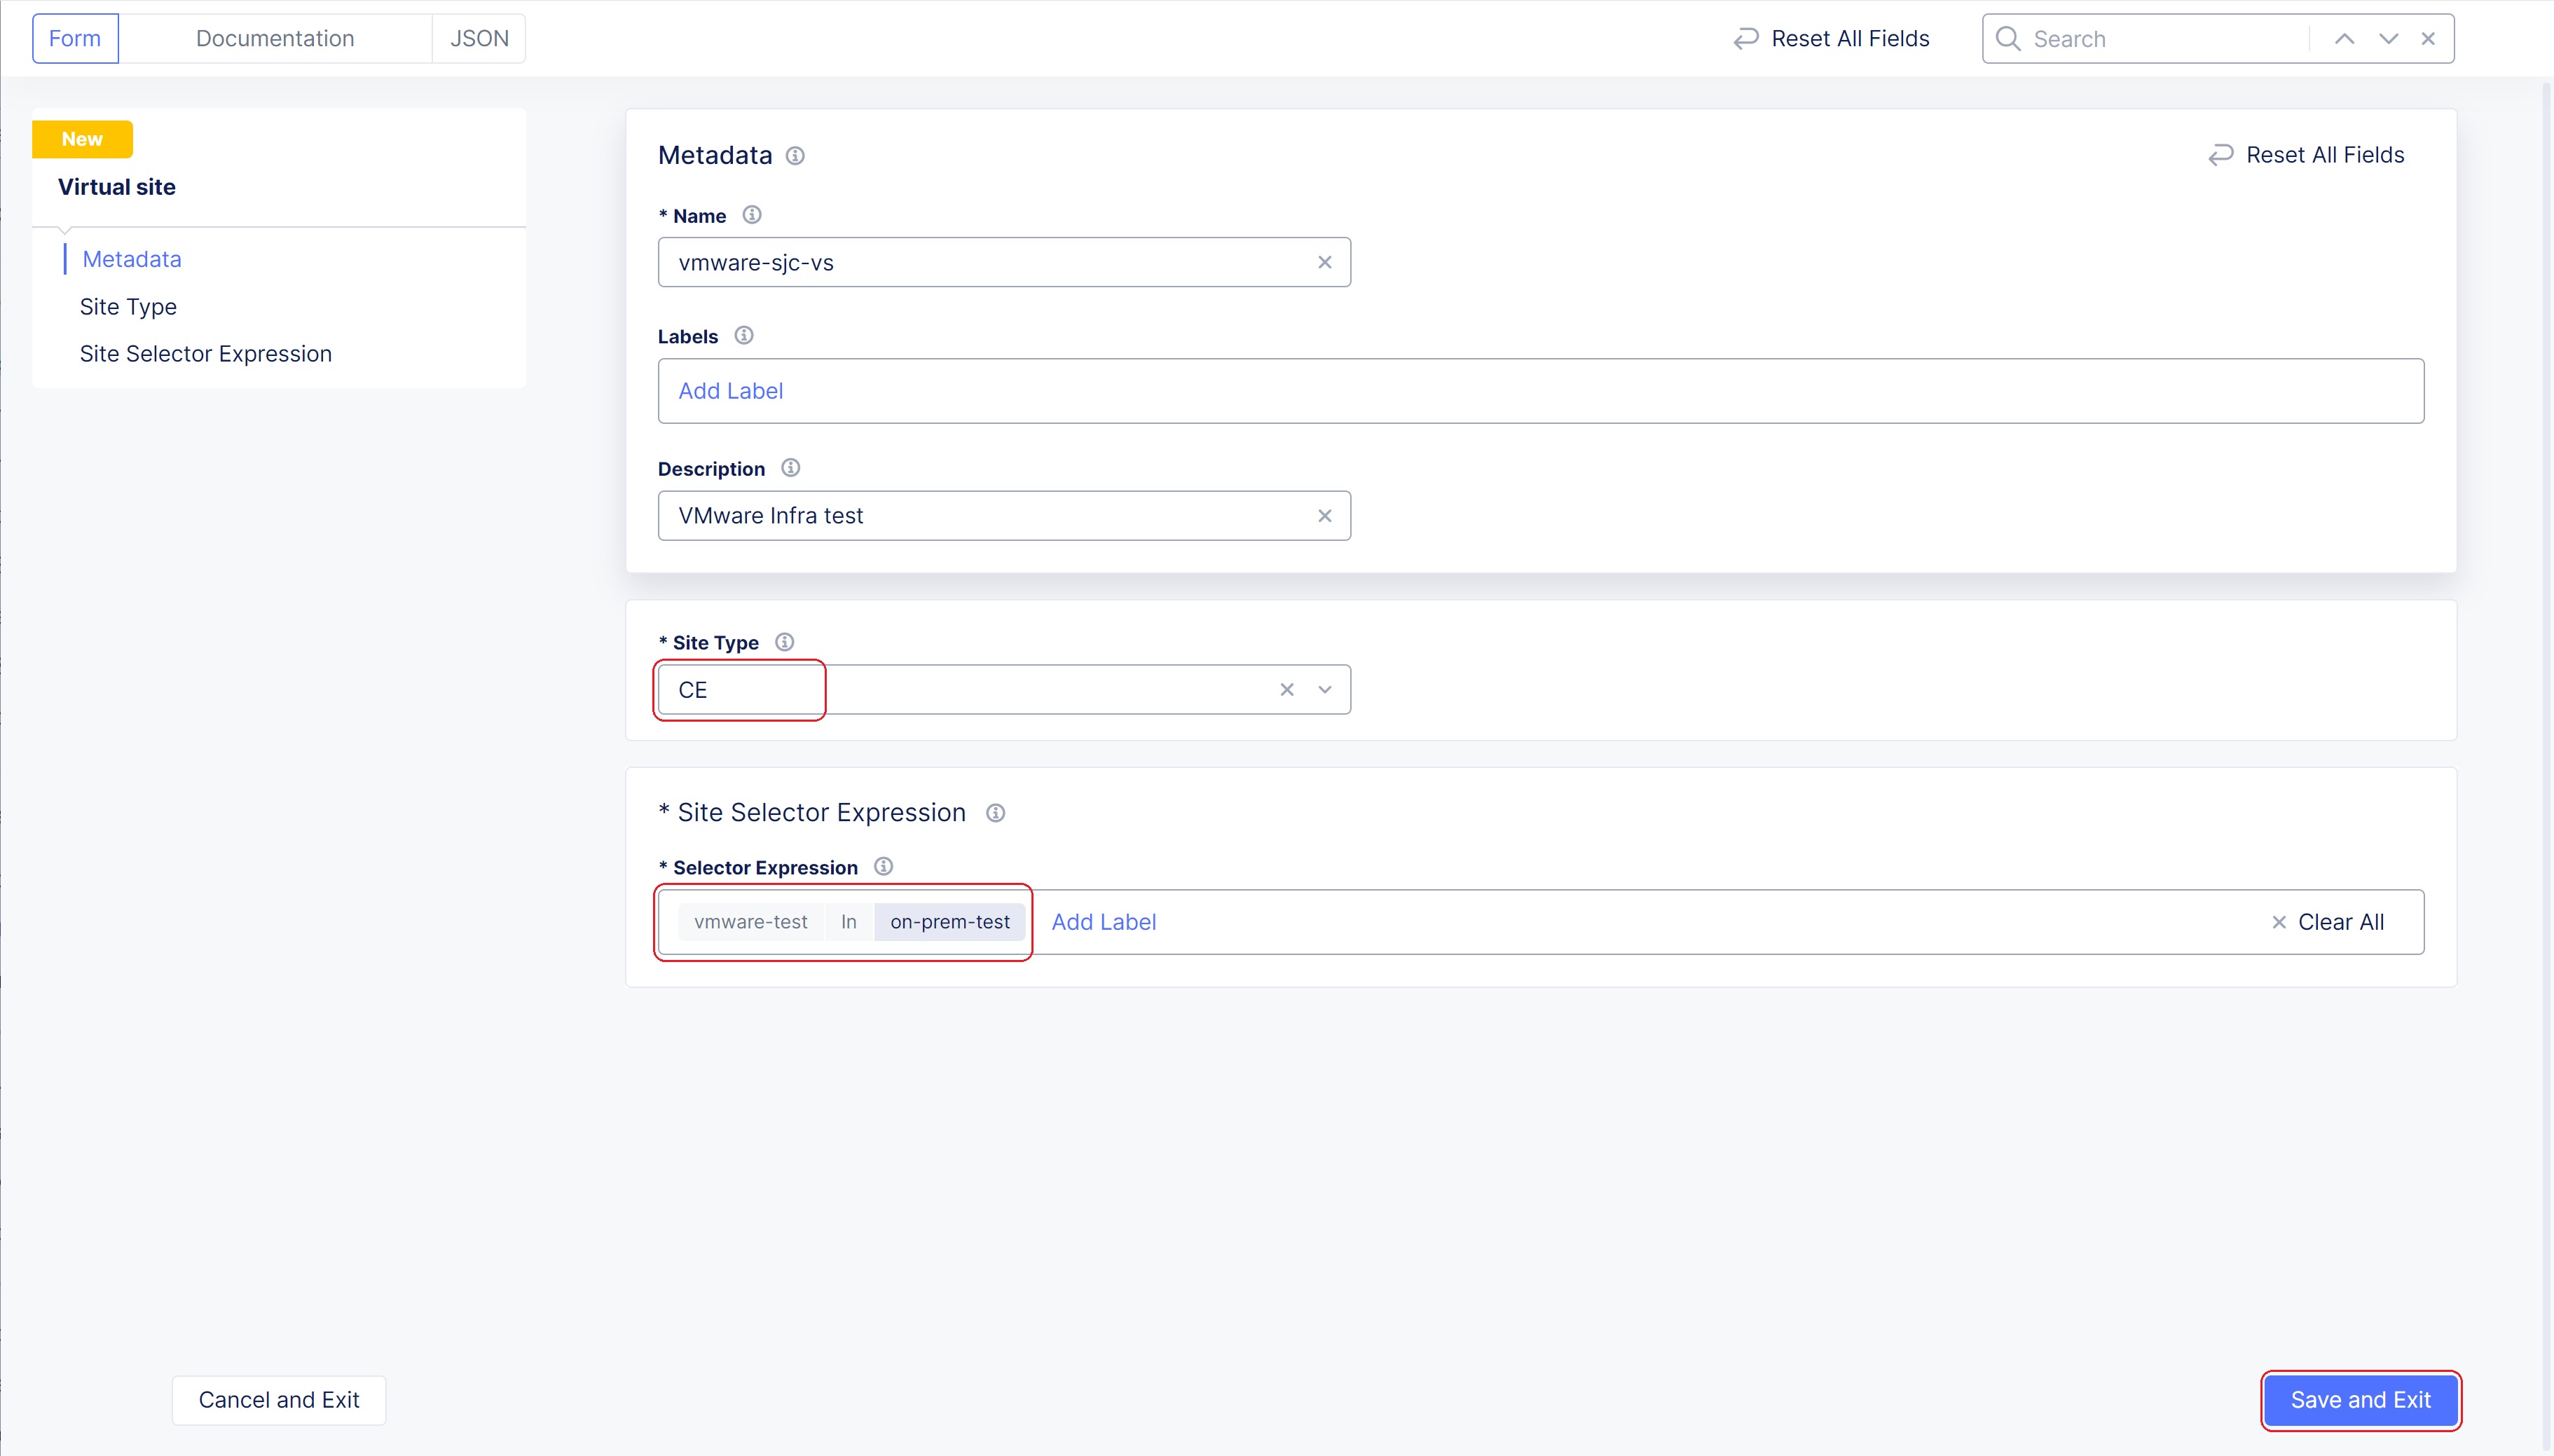 Form
Documentation
JSON
Reset All Fields
Search
New
Virtual site
Metadata
Site Type
Site Selector Expression
Metadata
Reset All Fields
* Name
vmware-sjc-vs
Labels
Add Label
Description
VMware Infra test
* Site Type
CE
* Site Selector Expression
* Selector Expression
vmware-test In on-prem-test Add Label Clear All
Cancel and Exit
Save and Exit